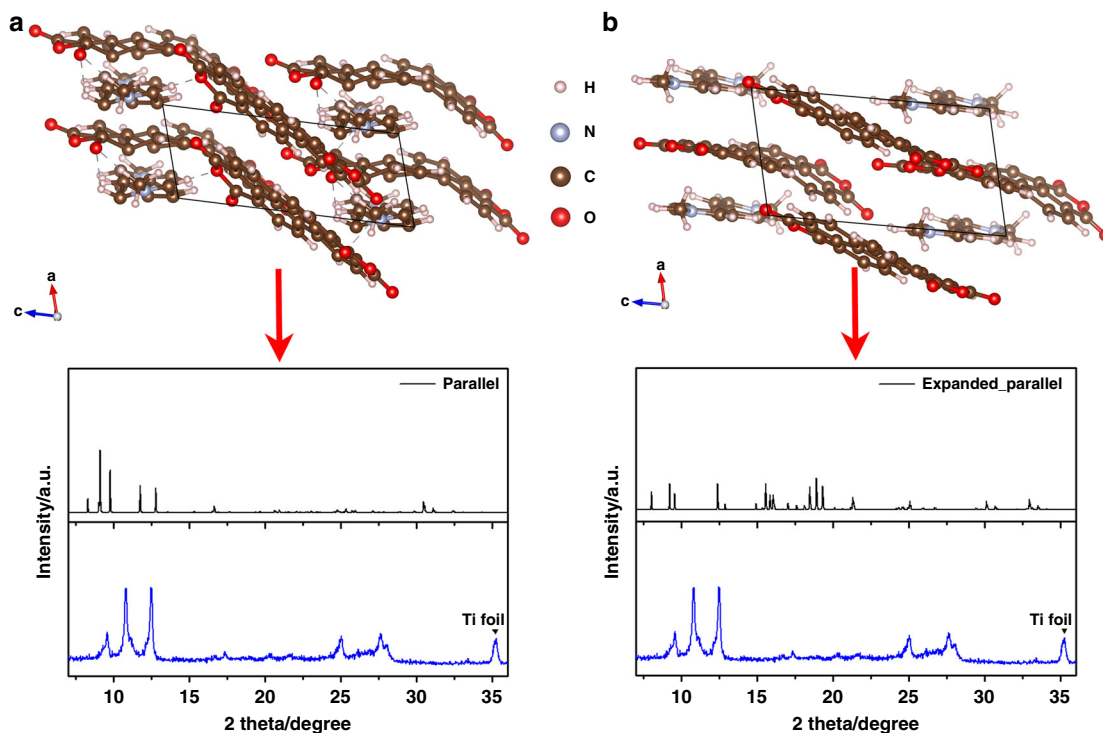 a
H
N
C
O
a
c
Parallel
Intensity/a.u.
Ti foil
10 15 20 25 30 35
2 theta/degree
b
a
c
Expanded_parallel
Intensity/a.u.
Ti foil
10 15 20 25 30 35
2 theta/degree